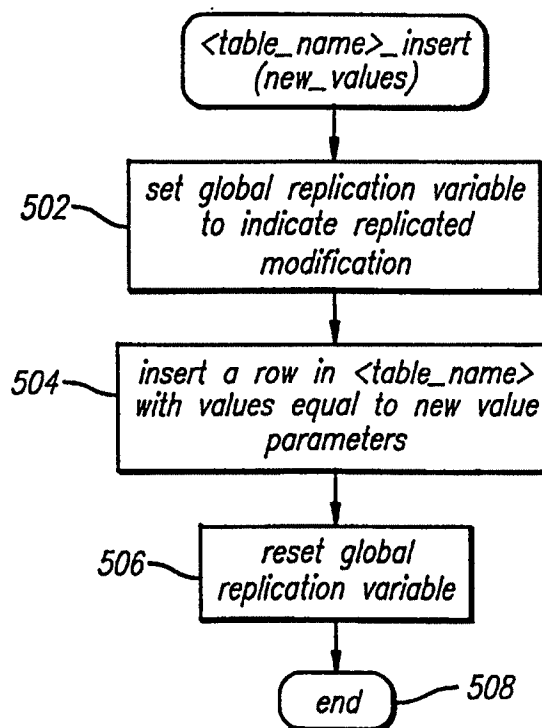 <table_name>_insert
(new_values)
502
set global replication variable
to indicate replicated
modification
504
insert a row in <table_name>
with values equal to new value
parameters
506
reset global
replication variable
end
508